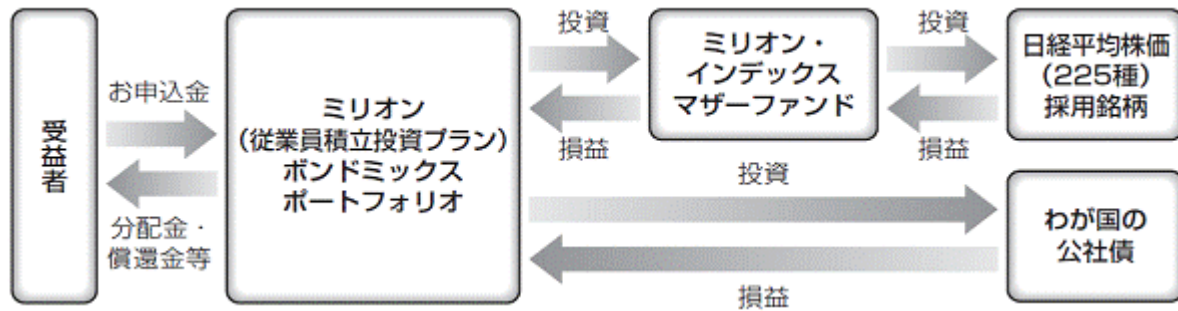 受益者
お申込金
分配金・
償還金等
ミリオン
（従業員積立投資プラン）
ボンドミックス
ポートフォリオ
投資
損益
ミリオン・
インデックス
マザーファンド
投資
損益
日経平均株価
（225種）
採用銘柄
投資
損益
わが国の
公社債